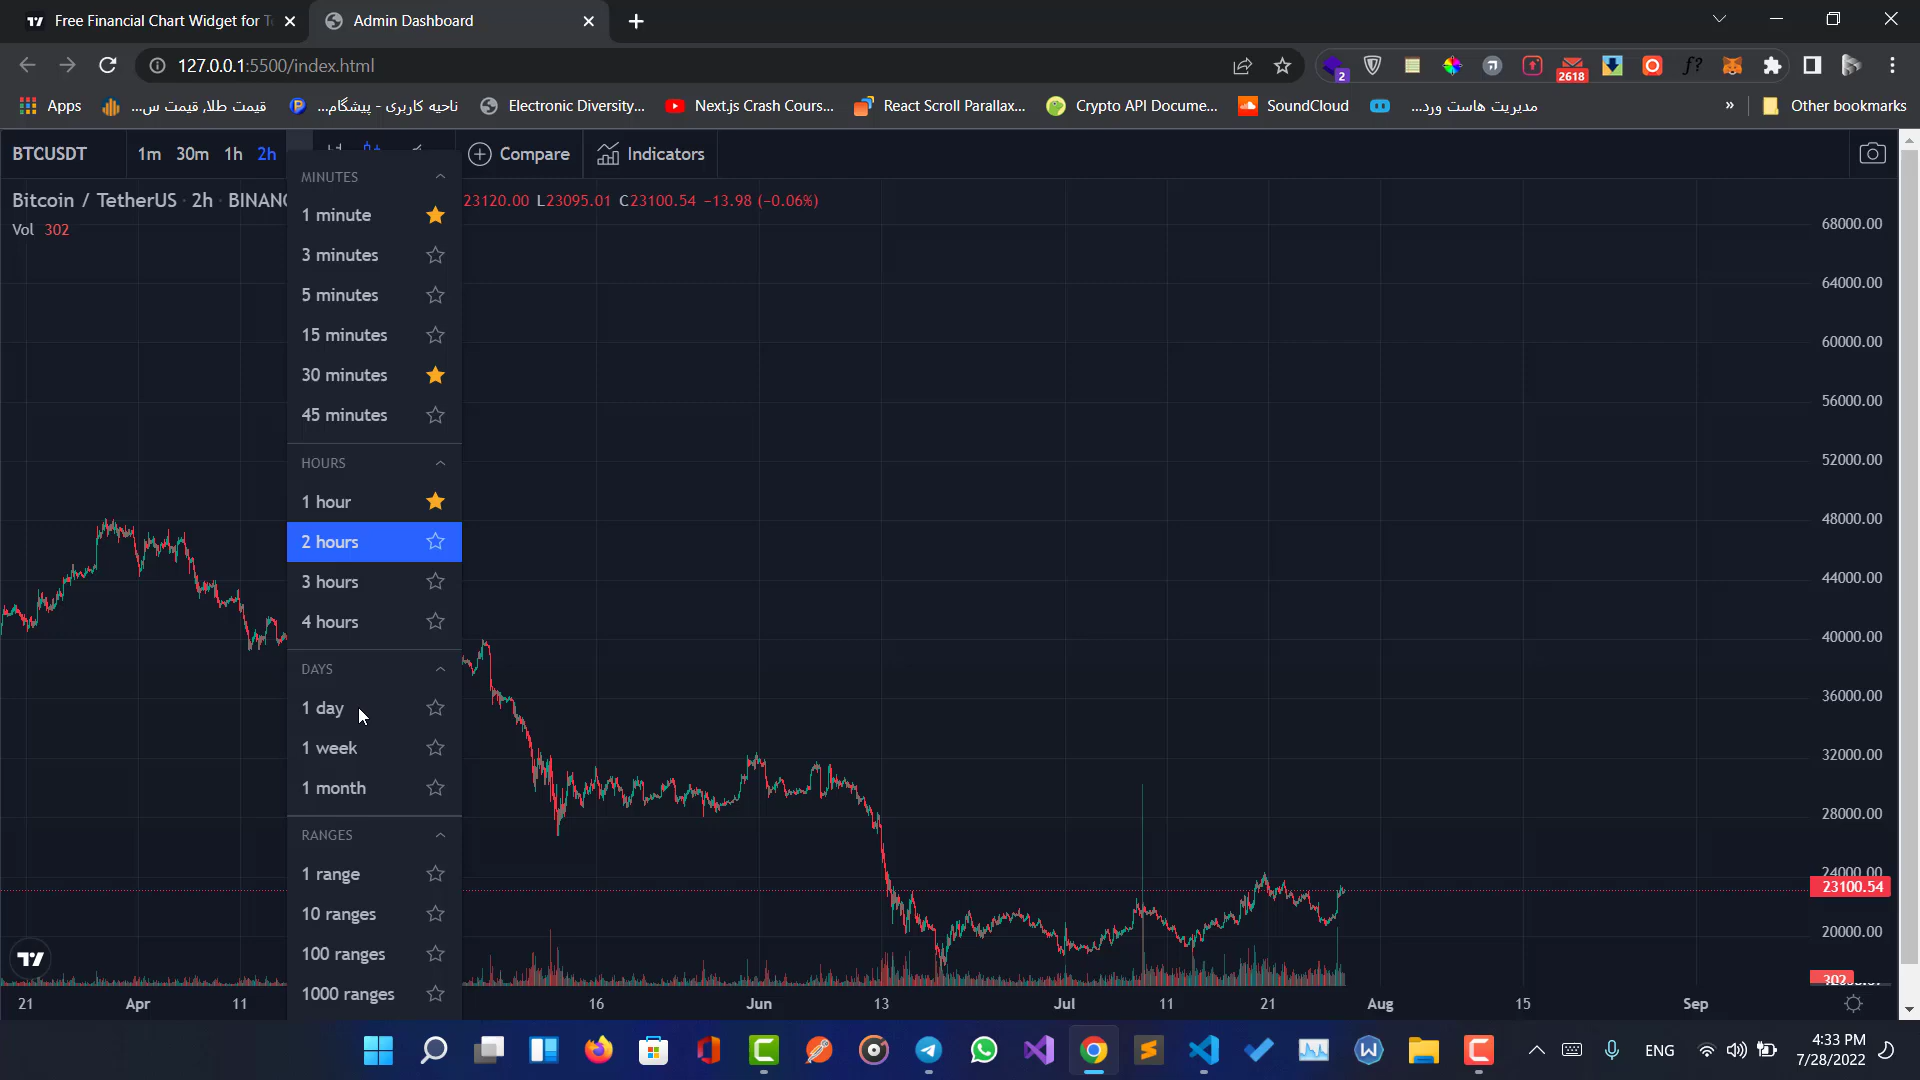 Free Financial Chart Widget for T
Admin Dashboard
127.0.0.1:5500/index.html
2
2618
Apps
قیمت طلا, قیمت س...
ناحیه کاربری - پیشگام...
Electronic Diversity...
Next.js Crash Cours...
React Scroll Parallax...
Crypto API Docume...
SoundCloud
مدیریت هاست ورد...
»
Other bookmarks
BTCUSDT
1m 30m 1h 2h
Compare
Indicators
Bitcoin / TetherUS · 2h · BINANC
23120.00 L23095.01 C23100.54 −13.98 (−0.06%)
Vol 302
MINUTES
1 minute
3 minutes
5 minutes
15 minutes
30 minutes
45 minutes
HOURS
1 hour
2 hours
3 hours
4 hours
DAYS
1 day
1 week
1 month
RANGES
1 range
10 ranges
100 ranges
1000 ranges
68000.00
64000.00
60000.00
56000.00
52000.00
48000.00
44000.00
40000.00
36000.00
32000.00
28000.00
24000.00
23100.54
20000.00
302
21 Apr 11 16 Jun 13 Jul 11 21 Aug 15 Sep
ENG
4:33 PM
7/28/2022